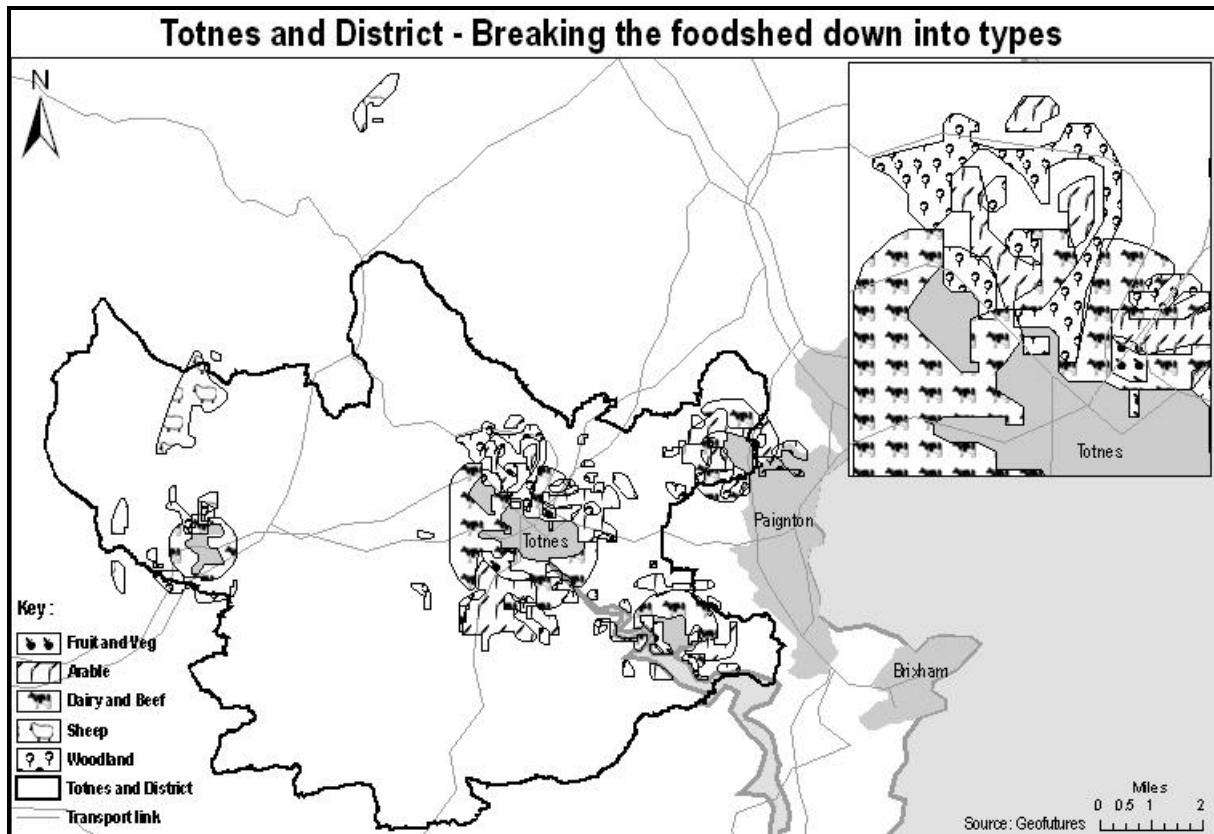 Totnes and District - Breaking the foodshed down into types
N
Totnes
Paignton
Totnes
Brixham
Key :
Fruit and Veg
Arable
Dairy and Beef
Sheep
Woodland
Totnes and District
Transport link
Miles
0 0.5 1 2
Source: Geofutures